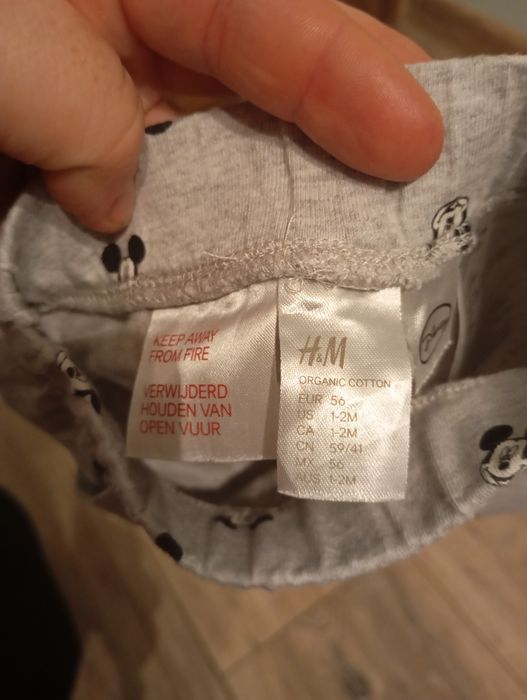 KEEP AWAY
FROM FIRE
VERWIJDERD
HOUDEN VAN
OPEN VUUR
H&M
ORGANIC COTTON
EUR 56
US 1-2M
CA 1-2M
CN 59/41
MX 56
AUS 1-2M
Disney